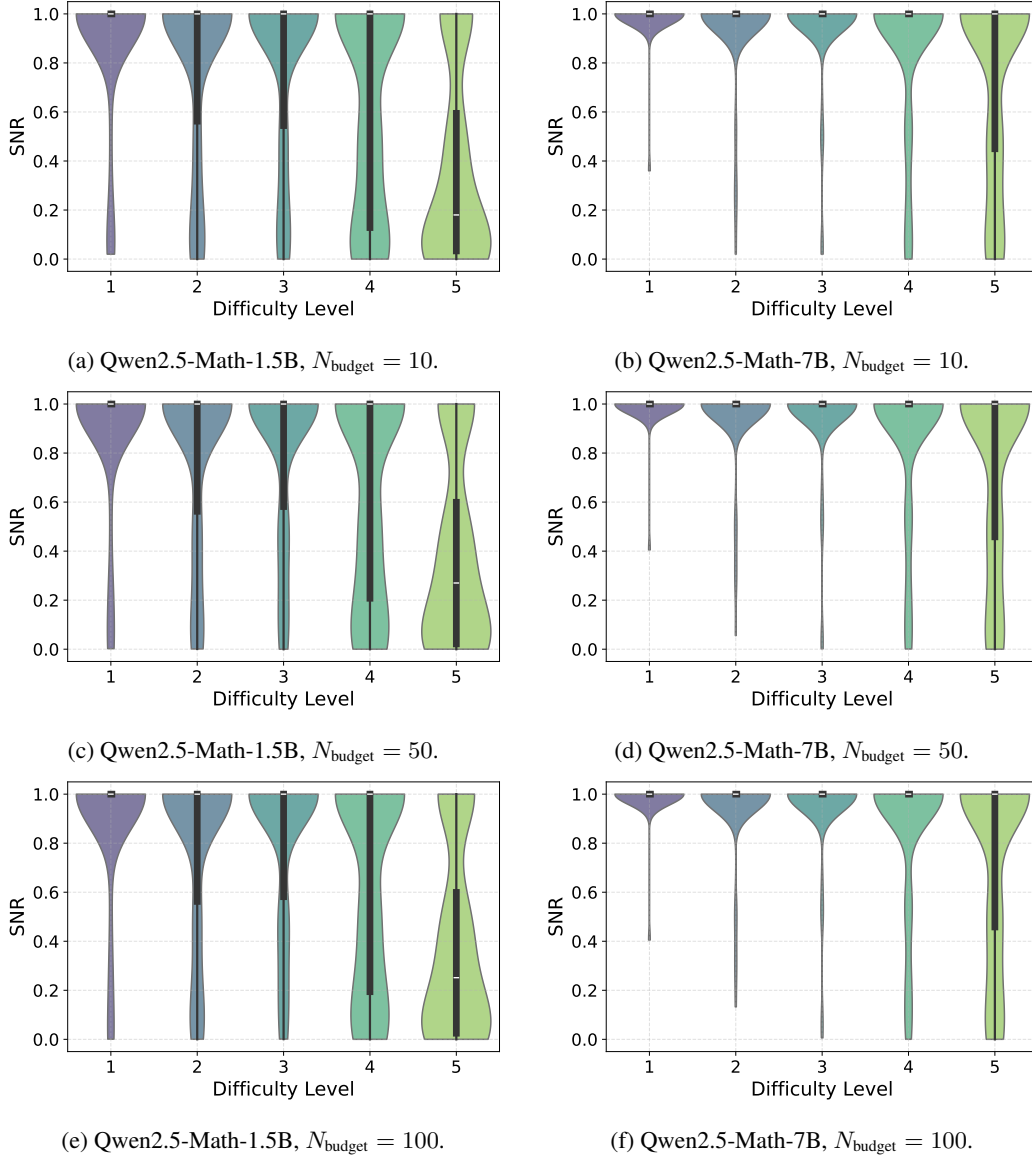 1.0
0.8
0.6
0.4
0.2
0.0
SNR
1 2 3 4 5
Difficulty Level
(a) Qwen2.5-Math-1.5B, N_budget = 10.
1.0
0.8
0.6
0.4
0.2
0.0
SNR
1 2 3 4 5
Difficulty Level
(b) Qwen2.5-Math-7B, N_budget = 10.
1.0
0.8
0.6
0.4
0.2
0.0
SNR
1 2 3 4 5
Difficulty Level
(c) Qwen2.5-Math-1.5B, N_budget = 50.
1.0
0.8
0.6
0.4
0.2
0.0
SNR
1 2 3 4 5
Difficulty Level
(d) Qwen2.5-Math-7B, N_budget = 50.
1.0
0.8
0.6
0.4
0.2
0.0
SNR
1 2 3 4 5
Difficulty Level
(e) Qwen2.5-Math-1.5B, N_budget = 100.
1.0
0.8
0.6
0.4
0.2
0.0
SNR
1 2 3 4 5
Difficulty Level
(f) Qwen2.5-Math-7B, N_budget = 100.